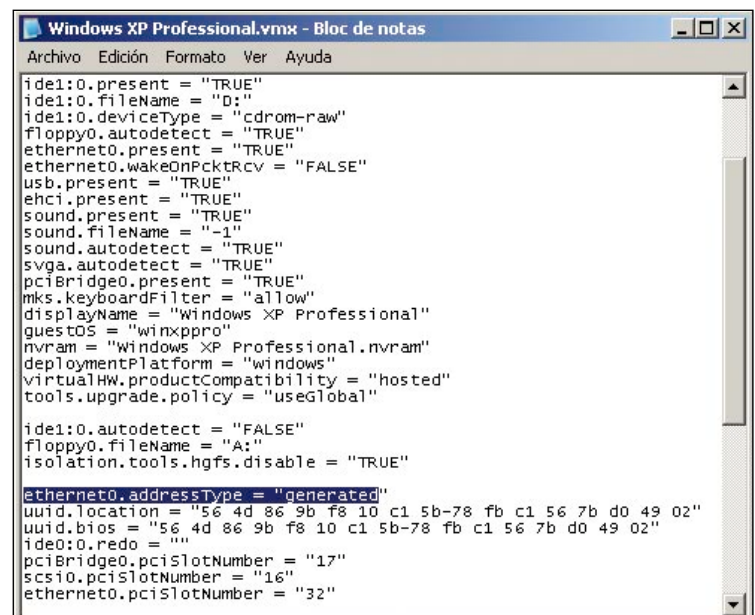 Windows XP Professional.vmx - Bloc de notas
Archivo Edición Formato Ver Ayuda
ide1:0.present = "TRUE"
ide1:0.fileName = "D:"
ide1:0.deviceType = "cdrom-raw"
floppy0.autodetect = "TRUE"
ethernet0.present = "TRUE"
ethernet0.wakeOnPcktRcv = "FALSE"
usb.present = "TRUE"
ehci.present = "TRUE"
sound.present = "TRUE"
sound.fileName = "-1"
sound.autodetect = "TRUE"
svga.autodetect = "TRUE"
pciBridge0.present = "TRUE"
mks.keyboardFilter = "allow"
displayName = "Windows XP Professional"
guestOS = "winxppro"
nvram = "Windows XP Professional.nvram"
deploymentPlatform = "windows"
virtualHW.productCompatibility = "hosted"
tools.upgrade.policy = "useGlobal"
ide1:0.autodetect = "FALSE"
floppy0.fileName = "A:"
isolation.tools.hgfs.disable = "TRUE"
ethernet0.addressType = "generated"
uuid.location = "56 4d 86 9b f8 10 c1 5b-78 fb c1 56 7b d0 49 02"
uuid.bios = "56 4d 86 9b f8 10 c1 5b-78 fb c1 56 7b d0 49 02"
ide0:0.redo = ""
pciBridge0.pciSlotNumber = "17"
scsi0.pciSlotNumber = "16"
ethernet0.pciSlotNumber = "32"